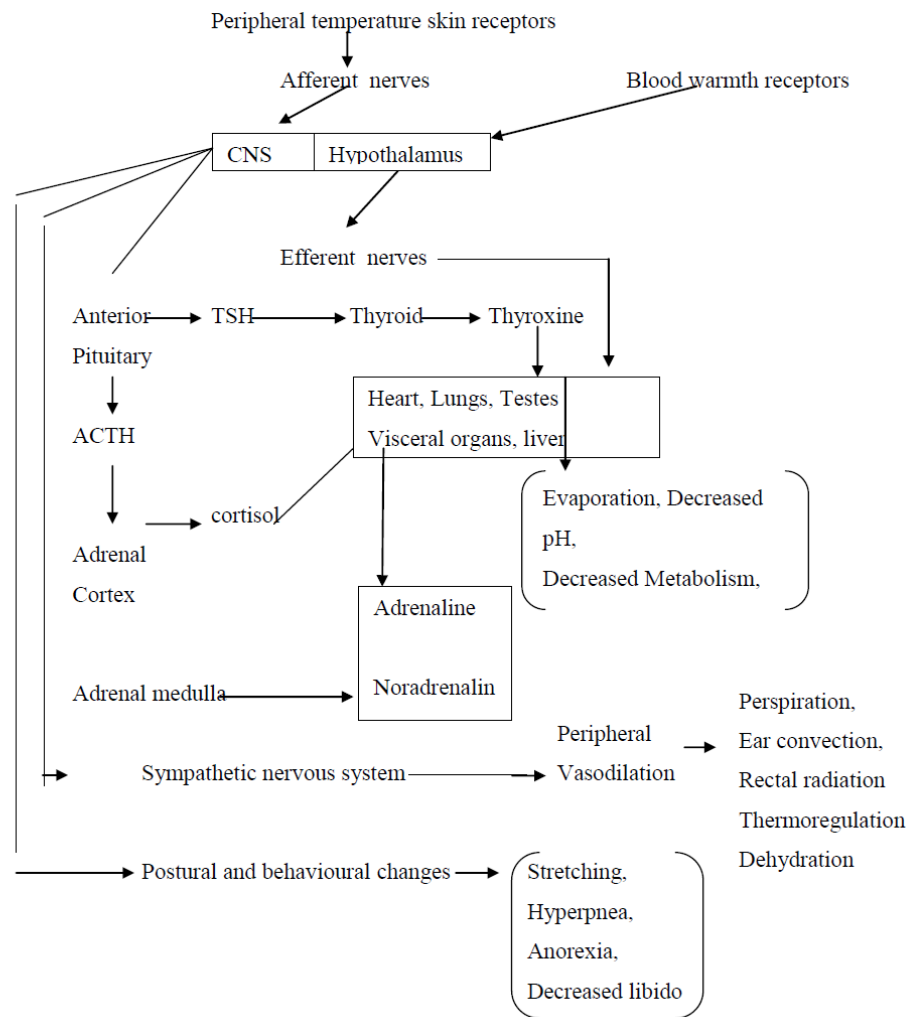 Peripheral temperature skin receptors
Afferent nerves
Blood warmth receptors
CNS
Hypothalamus
Efferent nerves
Anterior
Pituitary
TSH
Thyroid
Thyroxine
Heart, Lungs, Testes
Visceral organs, liver
ACTH
cortisol
Adrenal
Cortex
Evaporation, Decreased
pH,
Decreased Metabolism,
Adrenaline
Noradrenalin
Adrenal medulla
Sympathetic nervous system
Peripheral
Vasodilation
Perspiration,
Ear convection,
Rectal radiation
Thermoregulation
Dehydration
Postural and behavioural changes
Stretching,
Hyperpnea,
Anorexia,
Decreased libido